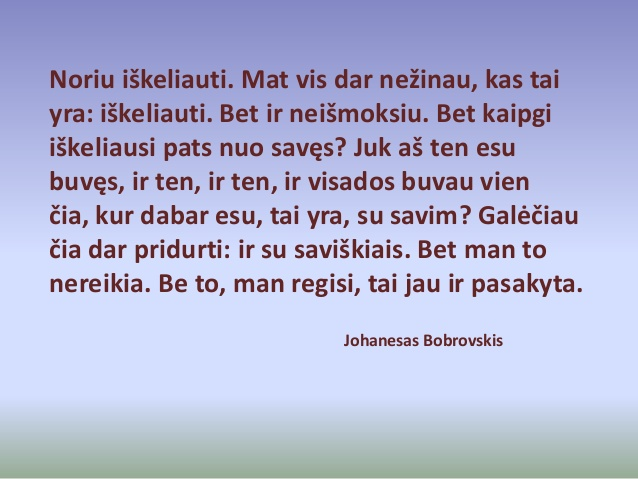 Noriu iškeliauti. Mat vis dar nežinau, kas tai
yra: iškeliauti. Bet ir neišmoksiu. Bet kaipgi
iškeliausi pats nuo savęs? Juk aš ten esu
buvęs, ir ten, ir ten, ir visados buvau vien
čia, kur dabar esu, tai yra, su savim? Galėčiau
čia dar pridurti: ir su saviškiais. Bet man to
nereikia. Be to, man regisi, tai jau ir pasakyta.
Johanesas Bobrovskis